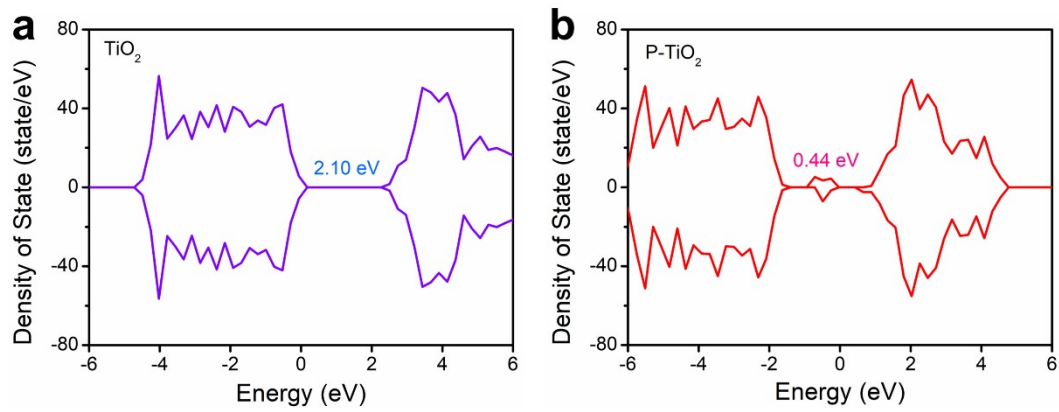 a
TiO2
2.10 eV
80
40
0
-40
-80
-6
-4
-2
0
2
4
6
Density of State (state/eV)
Energy (eV)
b
P-TiO2
0.44 eV
80
40
0
-40
-80
-6
-4
-2
0
2
4
6
Density of State (state/eV)
Energy (eV)